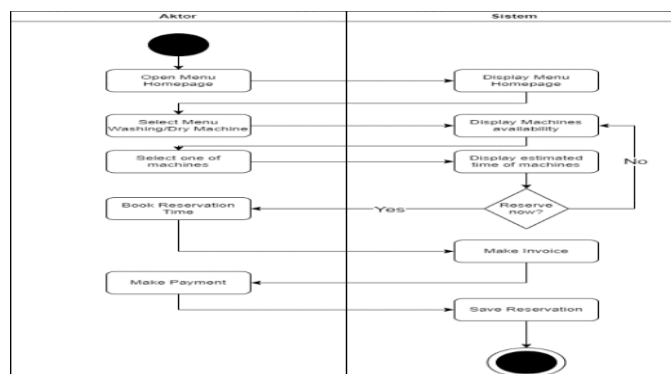 Aktor
Sistem
Open Menu
Homepage
Display Menu
Homepage
Select Menu
Washing/Dry Machine
Display Machines
availability
Select one of
machines
Display estimated
time of machines
No
Reserve
now?
Yes
Book Reservation
Time
Make Invoice
Make Payment
Save Reservation